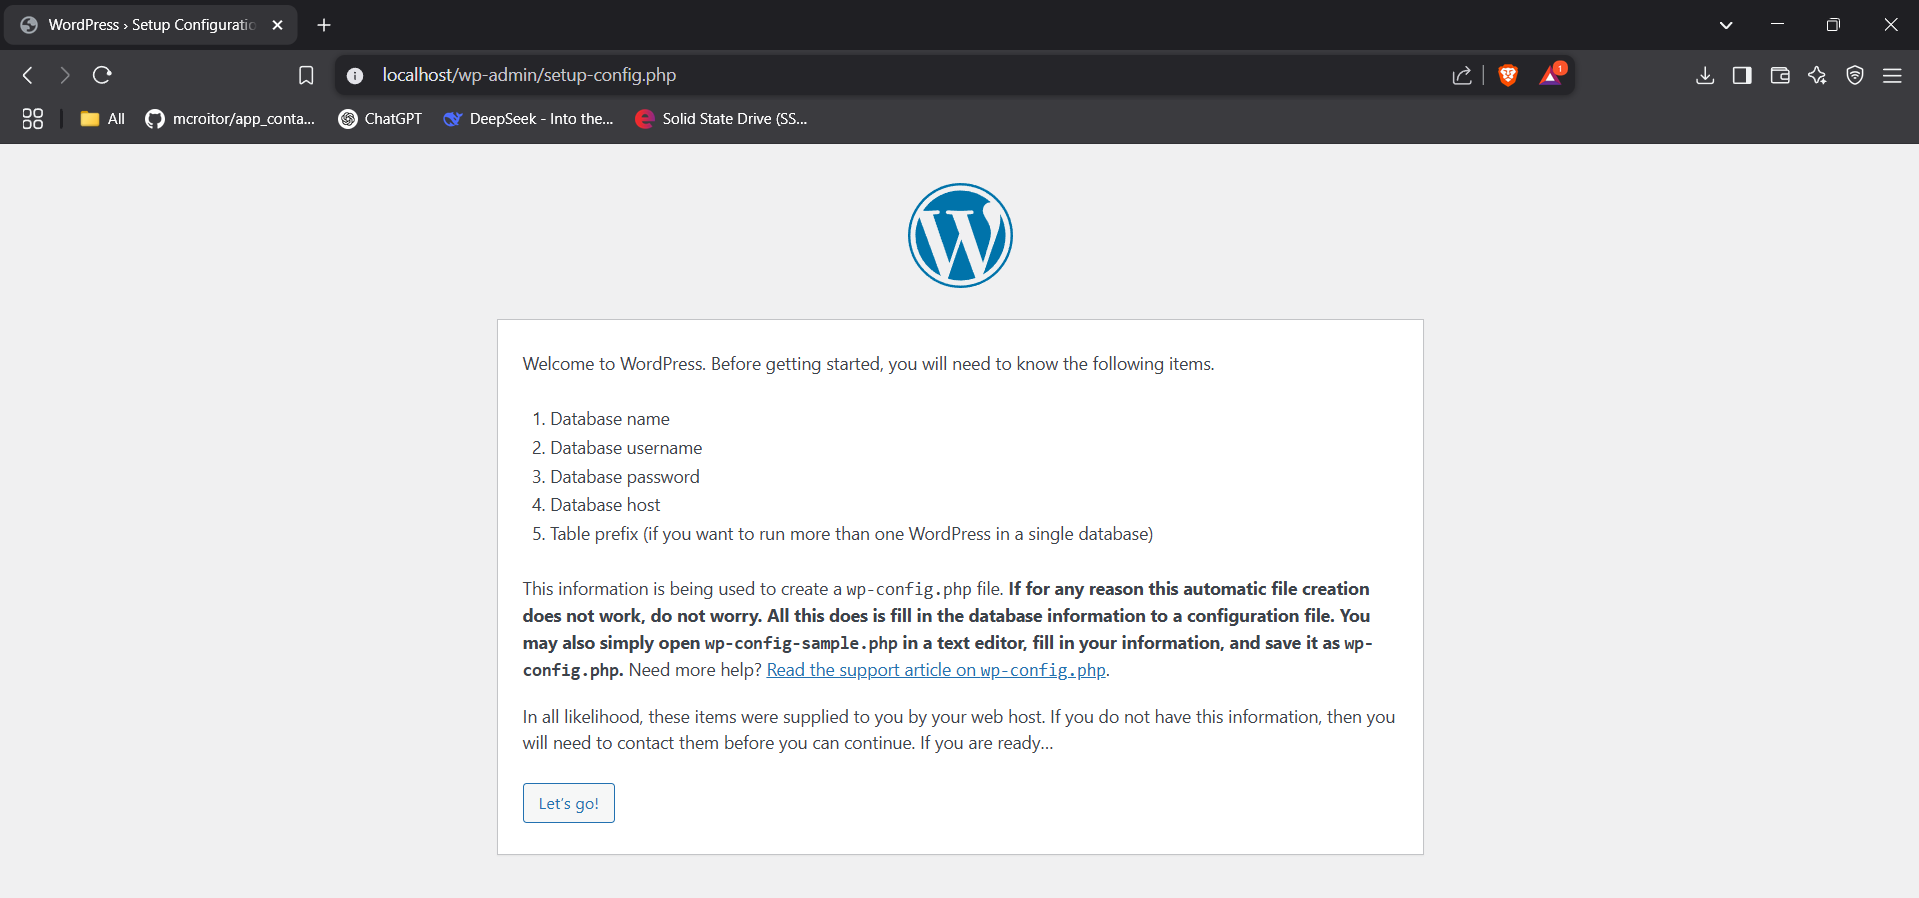 WordPress › Setup Configuratio
localhost/wp-admin/setup-config.php
1
All
mcroitor/app_conta...
ChatGPT
DeepSeek - Into the...
Solid State Drive (SS...
Welcome to WordPress. Before getting started, you will need to know the following items.
1. Database name
2. Database username
3. Database password
4. Database host
5. Table prefix (if you want to run more than one WordPress in a single database)
This information is being used to create a wp-config.php file. If for any reason this automatic file creation
does not work, do not worry. All this does is fill in the database information to a configuration file. You
may also simply open wp-config-sample.php in a text editor, fill in your information, and save it as wp-
config.php. Need more help? Read the support article on wp-config.php.
In all likelihood, these items were supplied to you by your web host. If you do not have this information, then you
will need to contact them before you can continue. If you are ready…
Let’s go!